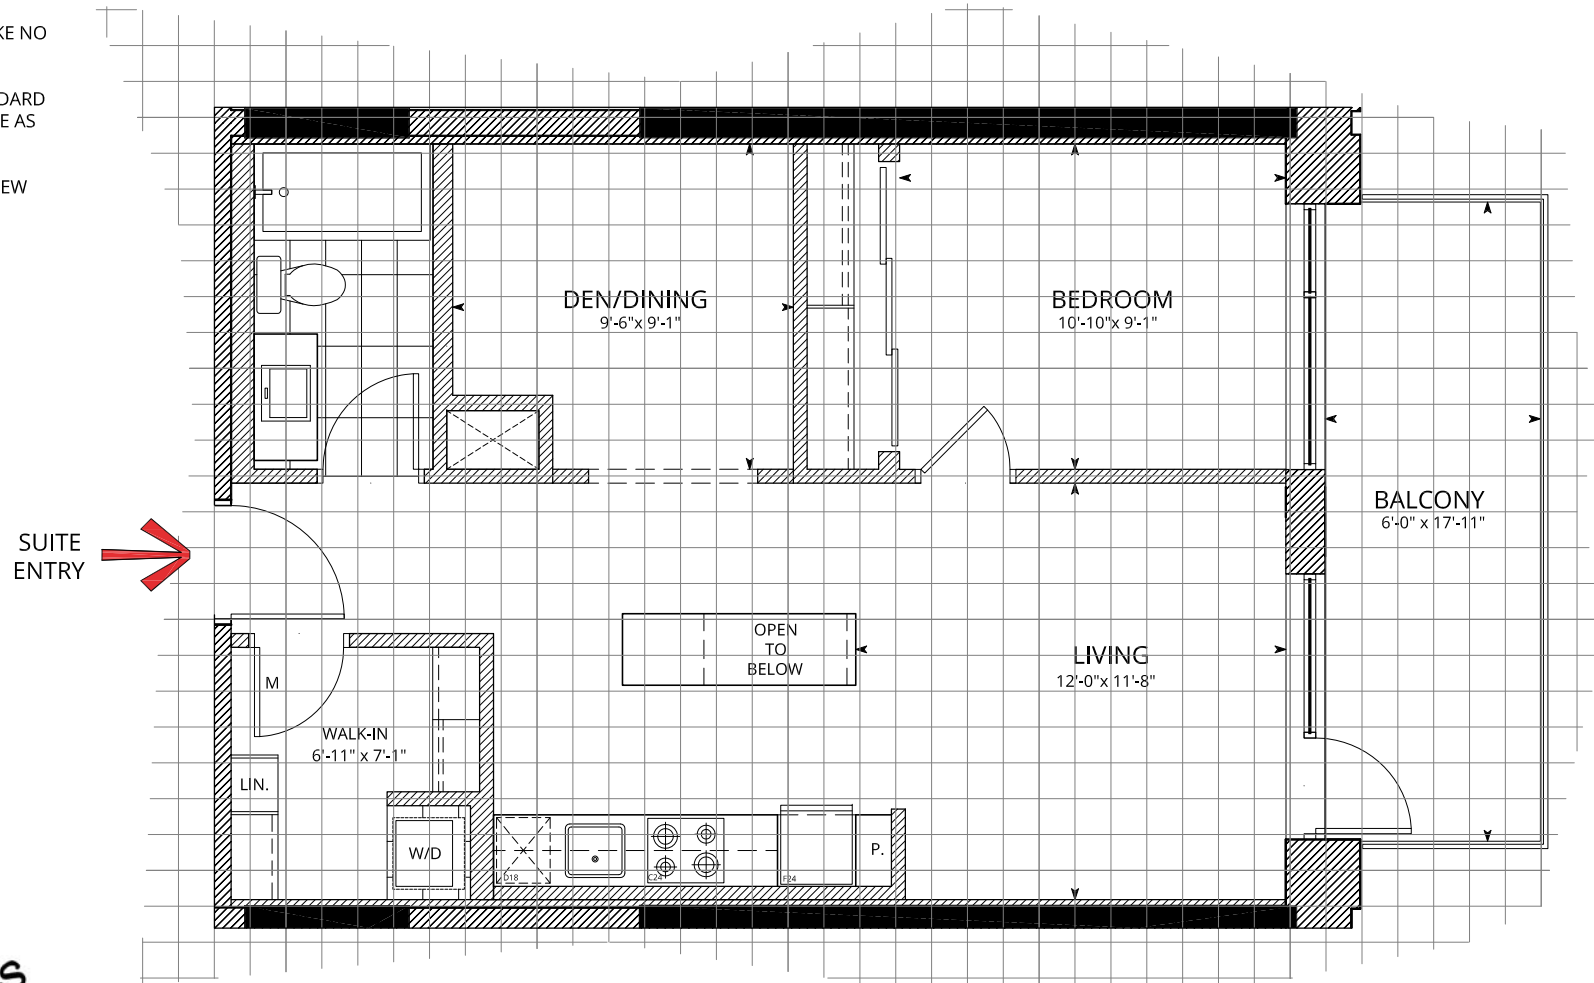 KE NO
DARD
E AS
EW
DEN/DINING
9'-6"x 9'-1"
BEDROOM
10'-10"x 9'-1"
BALCONY
6'-0" x 17'-11"
SUITE
ENTRY
OPEN
TO
BELOW
LIVING
12'-0"x 11'-8"
M
WALK-IN
6'-11" x 7'-1"
LIN.
W/D
D18
C24
F24
P.
s